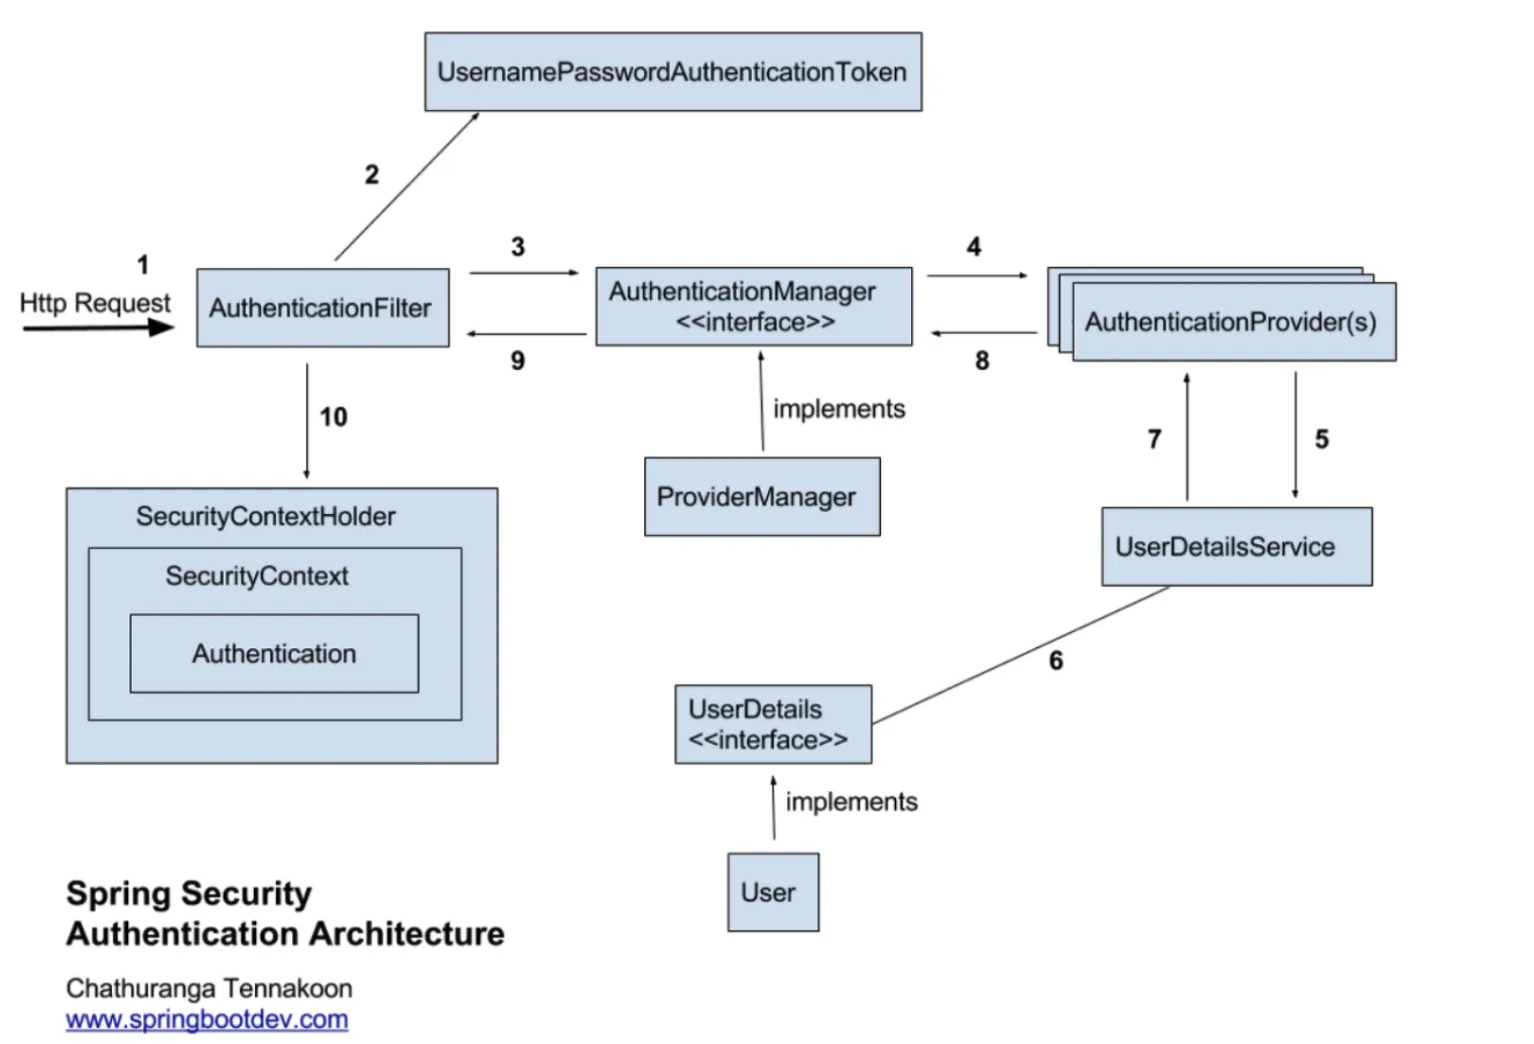 UsernamePasswordAuthenticationToken
2
1
Http Request
AuthenticationFilter
3
9
AuthenticationManager
<<interface>>
4
8
AuthenticationProvider(s)
10
implements
7
5
ProviderManager
SecurityContextHolder
SecurityContext
Authentication
UserDetailsService
6
UserDetails
<<interface>>
implements
User
Spring Security
Authentication Architecture
Chathuranga Tennakoon
www.springbootdev.com